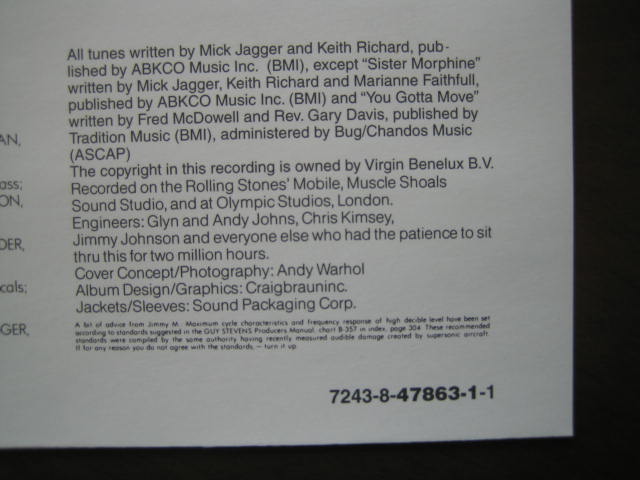 All tunes written by Mick Jagger and Keith Richard, pub-
lished by ABKCO Music Inc. (BMI), except “Sister Morphine”
written by Mick Jagger, Keith Richard and Marianne Faithfull,
published by ABKCO Music Inc. (BMI) and “You Gotta Move”
written by Fred McDowell and Rev. Gary Davis, published by
Tradition Music (BMI), administered by Bug/Chandos Music
(ASCAP)
The copyright in this recording is owned by Virgin Benelux B.V.
Recorded on the Rolling Stones’ Mobile, Muscle Shoals
Sound Studio, and at Olympic Studios, London.
Engineers: Glyn and Andy Johns, Chris Kimsey,
Jimmy Johnson and everyone else who had the patience to sit
thru this for two million hours.
Cover Concept/Photography: Andy Warhol
Album Design/Graphics: Craigbrauninc.
Jackets/Sleeves: Sound Packaging Corp.
A bit of advice from Jimmy M. Maximum cycle characteristics and frequency response of high decible level have been set
according to standards suggested in the GUY STEVENS Producers Manual, chart B-357 in index, page 304. These recommended
standards were compiled by the same authority having recently measured audible damage created by supersonic aircraft.
If for any reason you do not agree with the standards, — turn it up.
7243-8-47863-1-1
AN,
ass;
ON,
DER,
cals;
GER,